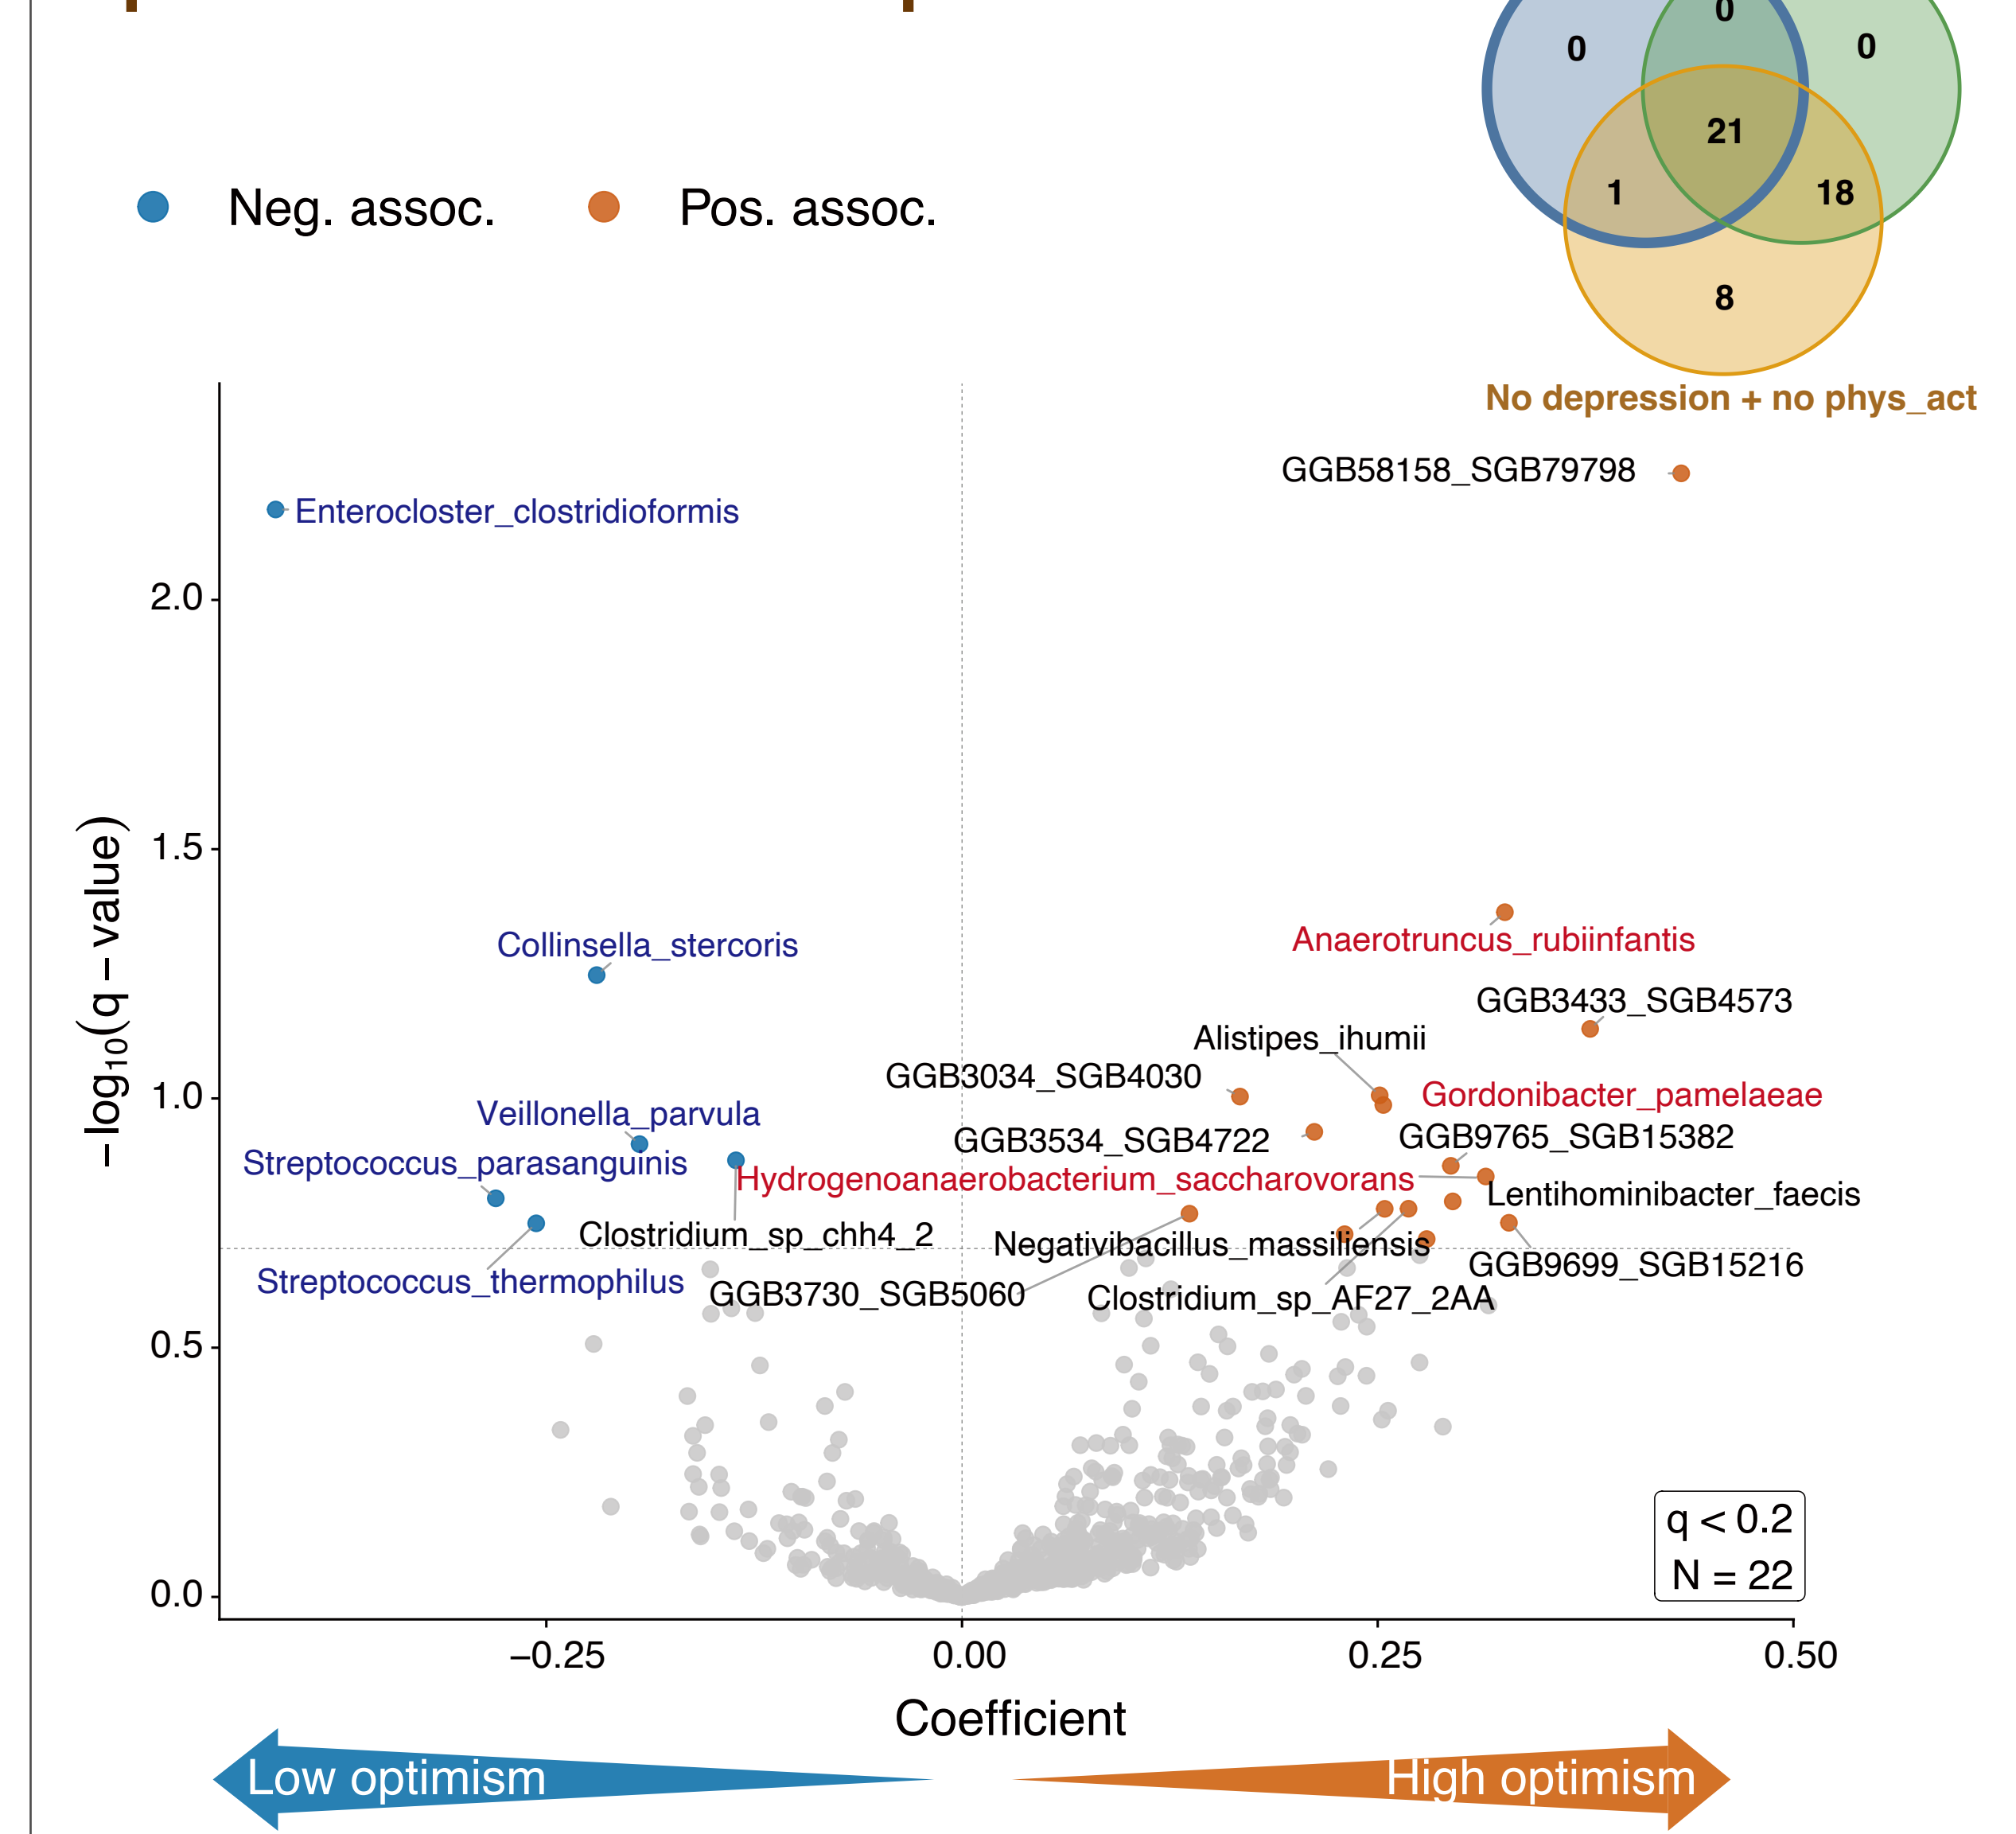 0
0
0
21
1
18
8
No depression + no phys_act
Neg. assoc.
Pos. assoc.
GGB58158_SGB79798
Enterocloster_clostridioformis
2.0
1.5
1.0
0.5
0.0
−log10(q−value)
Anaerotruncus_rubiinfantis
Collinsella_stercoris
GGB3433_SGB4573
Alistipes_ihumii
GGB3034_SGB4030
Gordonibacter_pamelaeae
Veillonella_parvula
GGB3534_SGB4722
GGB9765_SGB15382
Streptococcus_parasanguinis
Hydrogenoanaerobacterium_saccharovorans
Lentihominibacter_faecis
Clostridium_sp_chh4_2
Negativibacillus_massiliensis
GGB9699_SGB15216
Streptococcus_thermophilus
GGB3730_SGB5060
Clostridium_sp_AF27_2AA
q < 0.2
N = 22
−0.25
0.00
0.25
0.50
Coefficient
Low optimism
High optimism